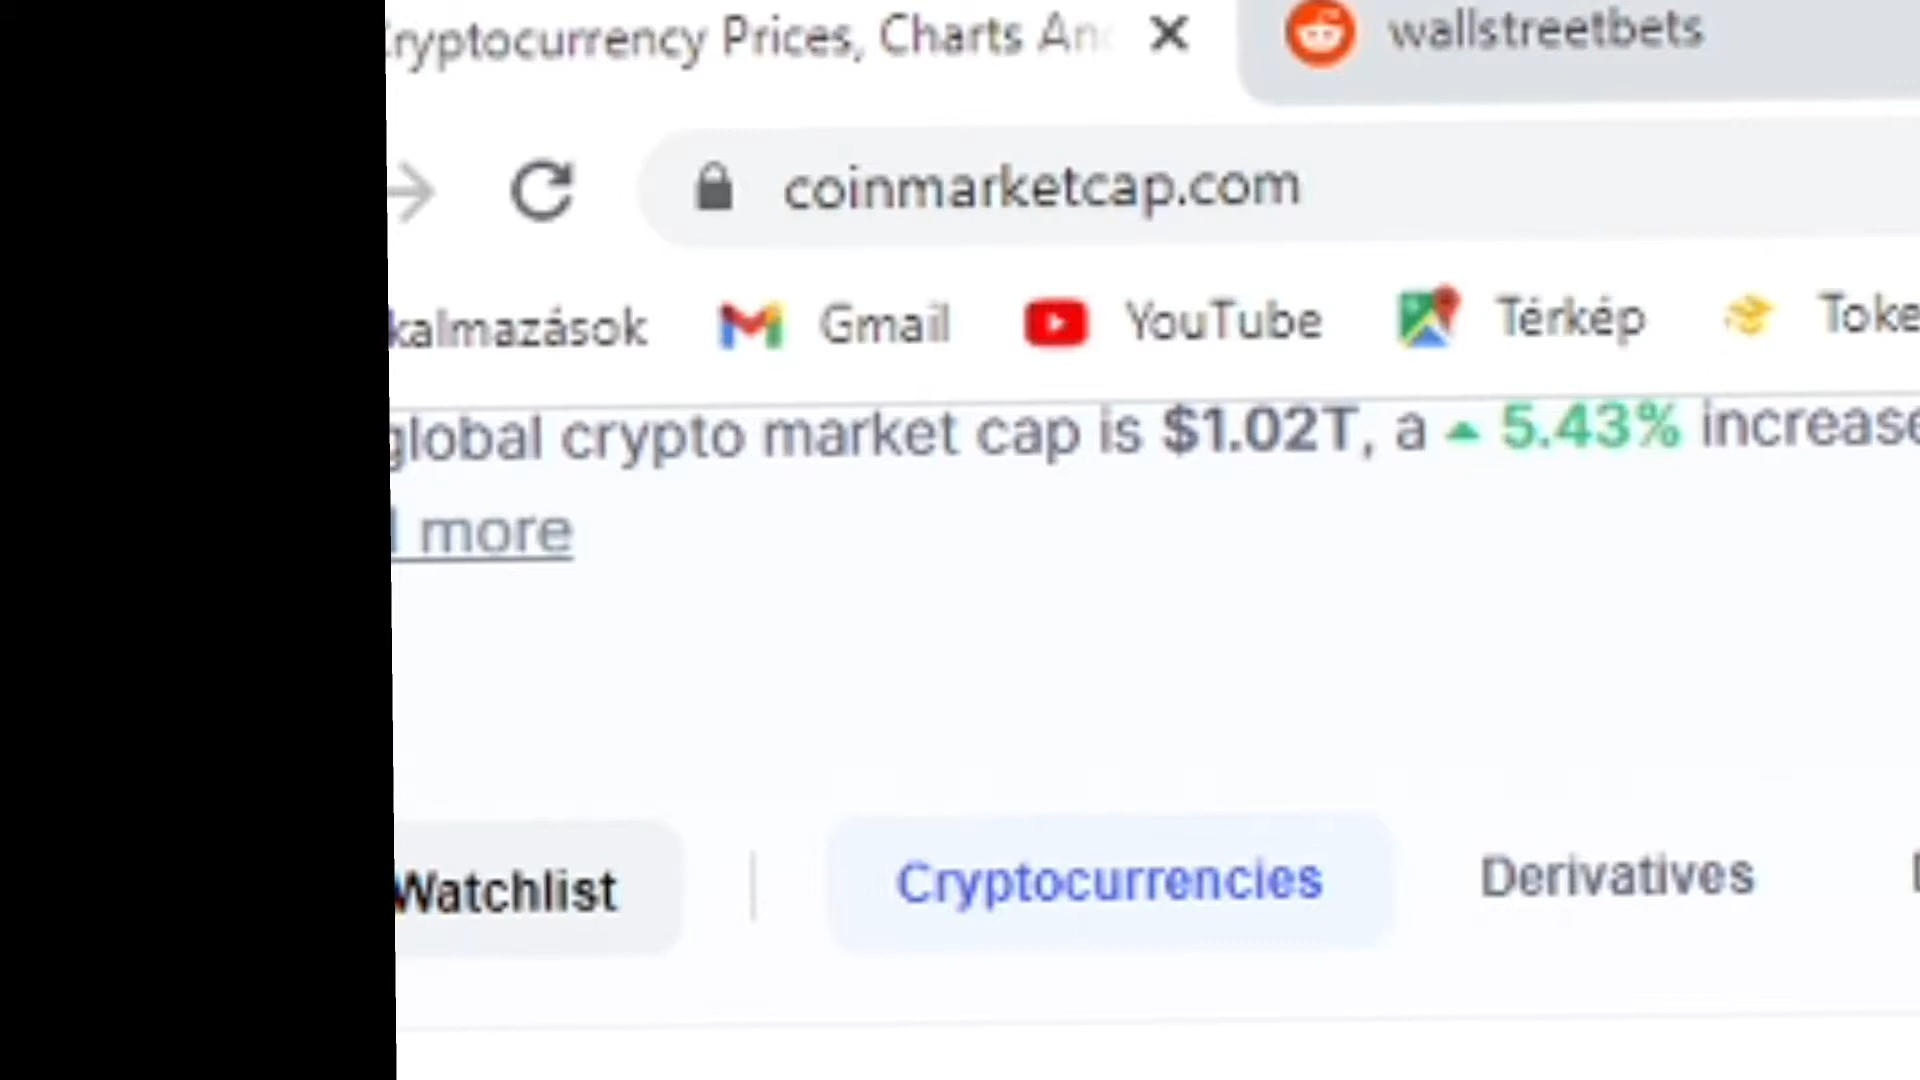 ryptocurrency Prices, Charts An wallstreetbets
coinmarketcap.com
kalmazások Gmail YouTube Térkép Toke
global crypto market cap is $1.02T, a 5.43% increase
more
Watchlist Cryptocurrencies Derivatives